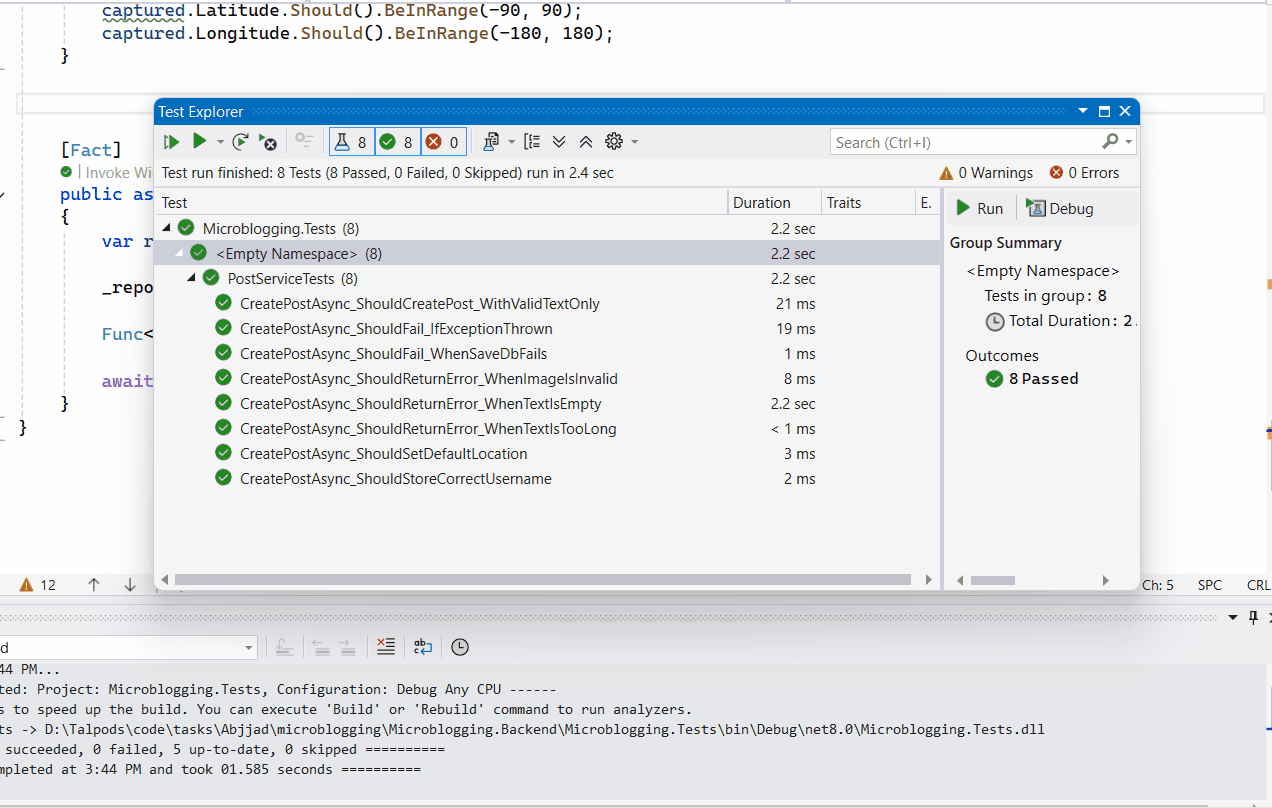 captured.Latitude.Should().BeInRange(-90, 90);
captured.Longitude.Should().BeInRange(-180, 180);
}
Test Explorer
8 8 0
Search (Ctrl+I)
Test run finished: 8 Tests (8 Passed, 0 Failed, 0 Skipped) run in 2.4 sec
0 Warnings 0 Errors
[Fact]
Invoke Wi
public as
{
var r
_repo
Func<
await
}
}
Test Duration Traits E.
Microblogging.Tests (8) 2.2 sec
<Empty Namespace> (8) 2.2 sec
PostServiceTests (8) 2.2 sec
CreatePostAsync_ShouldCreatePost_WithValidTextOnly 21 ms
CreatePostAsync_ShouldFail_IfExceptionThrown 19 ms
CreatePostAsync_ShouldFail_WhenSaveDbFails 1 ms
CreatePostAsync_ShouldReturnError_WhenImageIsInvalid 8 ms
CreatePostAsync_ShouldReturnError_WhenTextIsEmpty 2.2 sec
CreatePostAsync_ShouldReturnError_WhenTextIsTooLong < 1 ms
CreatePostAsync_ShouldSetDefaultLocation 3 ms
CreatePostAsync_ShouldStoreCorrectUsername 2 ms
Run Debug
Group Summary
<Empty Namespace>
Tests in group: 8
Total Duration: 2.
Outcomes
8 Passed
12
Ch: 5 SPC CRL
d
44 PM...
ted: Project: Microblogging.Tests, Configuration: Debug Any CPU ------
s to speed up the build. You can execute 'Build' or 'Rebuild' command to run analyzers.
ts -> D:\Talpods\code\tasks\Abjjad\microblogging\Microblogging.Backend\Microblogging.Tests\bin\Debug\net8.0\Microblogging.Tests.dll
succeeded, 0 failed, 5 up-to-date, 0 skipped ==========
mpleted at 3:44 PM and took 01.585 seconds ==========